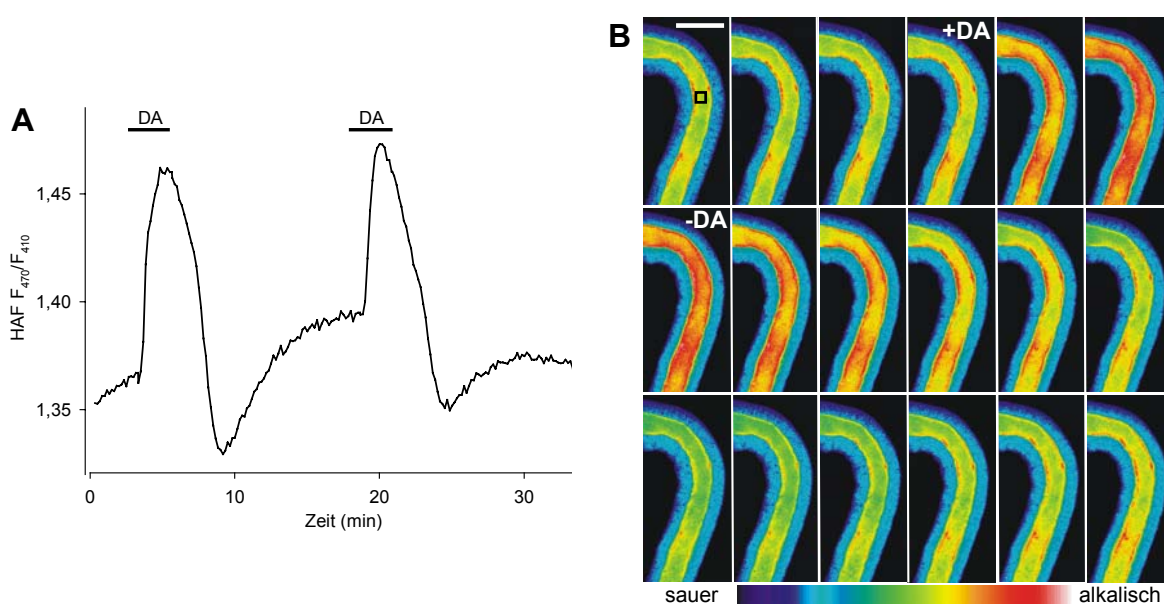 A
DA
DA
1,45
1,40
1,35
HAF F470/F410
0
10
20
30
Zeit (min)
B
+DA
-DA
sauer
alkalisch